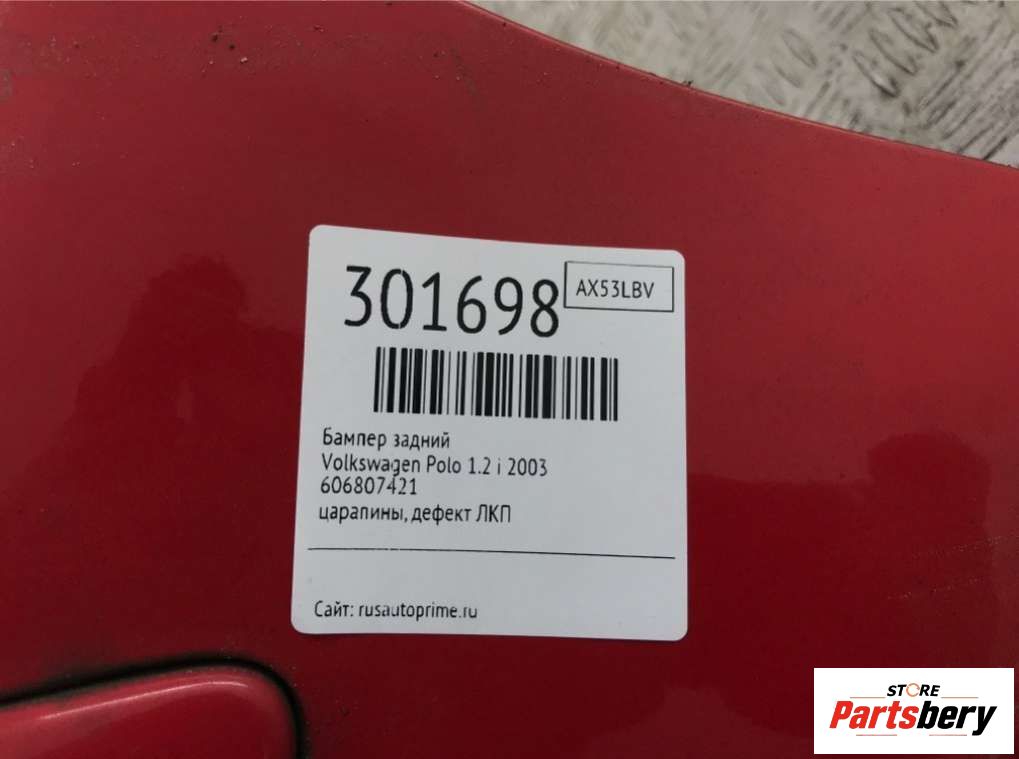 301698
AX53LBV
Бампер задний
Volkswagen Polo 1.2 i 2003
606807421
царапины, дефект ЛКП
Сайт: rusautoprime.ru
STORE
Partsbery